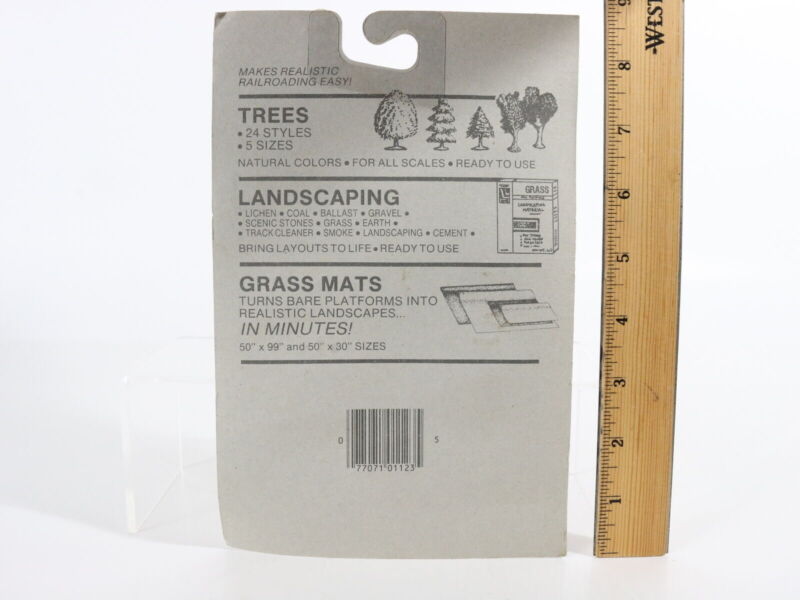 MAKES REALISTIC
RAILROADING EASY!
TREES
• 24 STYLES
• 5 SIZES
NATURAL COLORS • FOR ALL SCALES • READY TO USE
LANDSCAPING
• LICHEN • COAL • BALLAST • GRAVEL •
• SCENIC STONES • GRASS • EARTH •
• TRACK CLEANER • SMOKE • LANDSCAPING • CEMENT •
BRING LAYOUTS TO LIFE • READY TO USE
GRASS
GRASS MATS
TURNS BARE PLATFORMS INTO
REALISTIC LANDSCAPES...
IN MINUTES!
50" x 99" and 50" x 30" SIZES
0 77071 01123 5
WEST
8
7
6
5
4
3
2
1